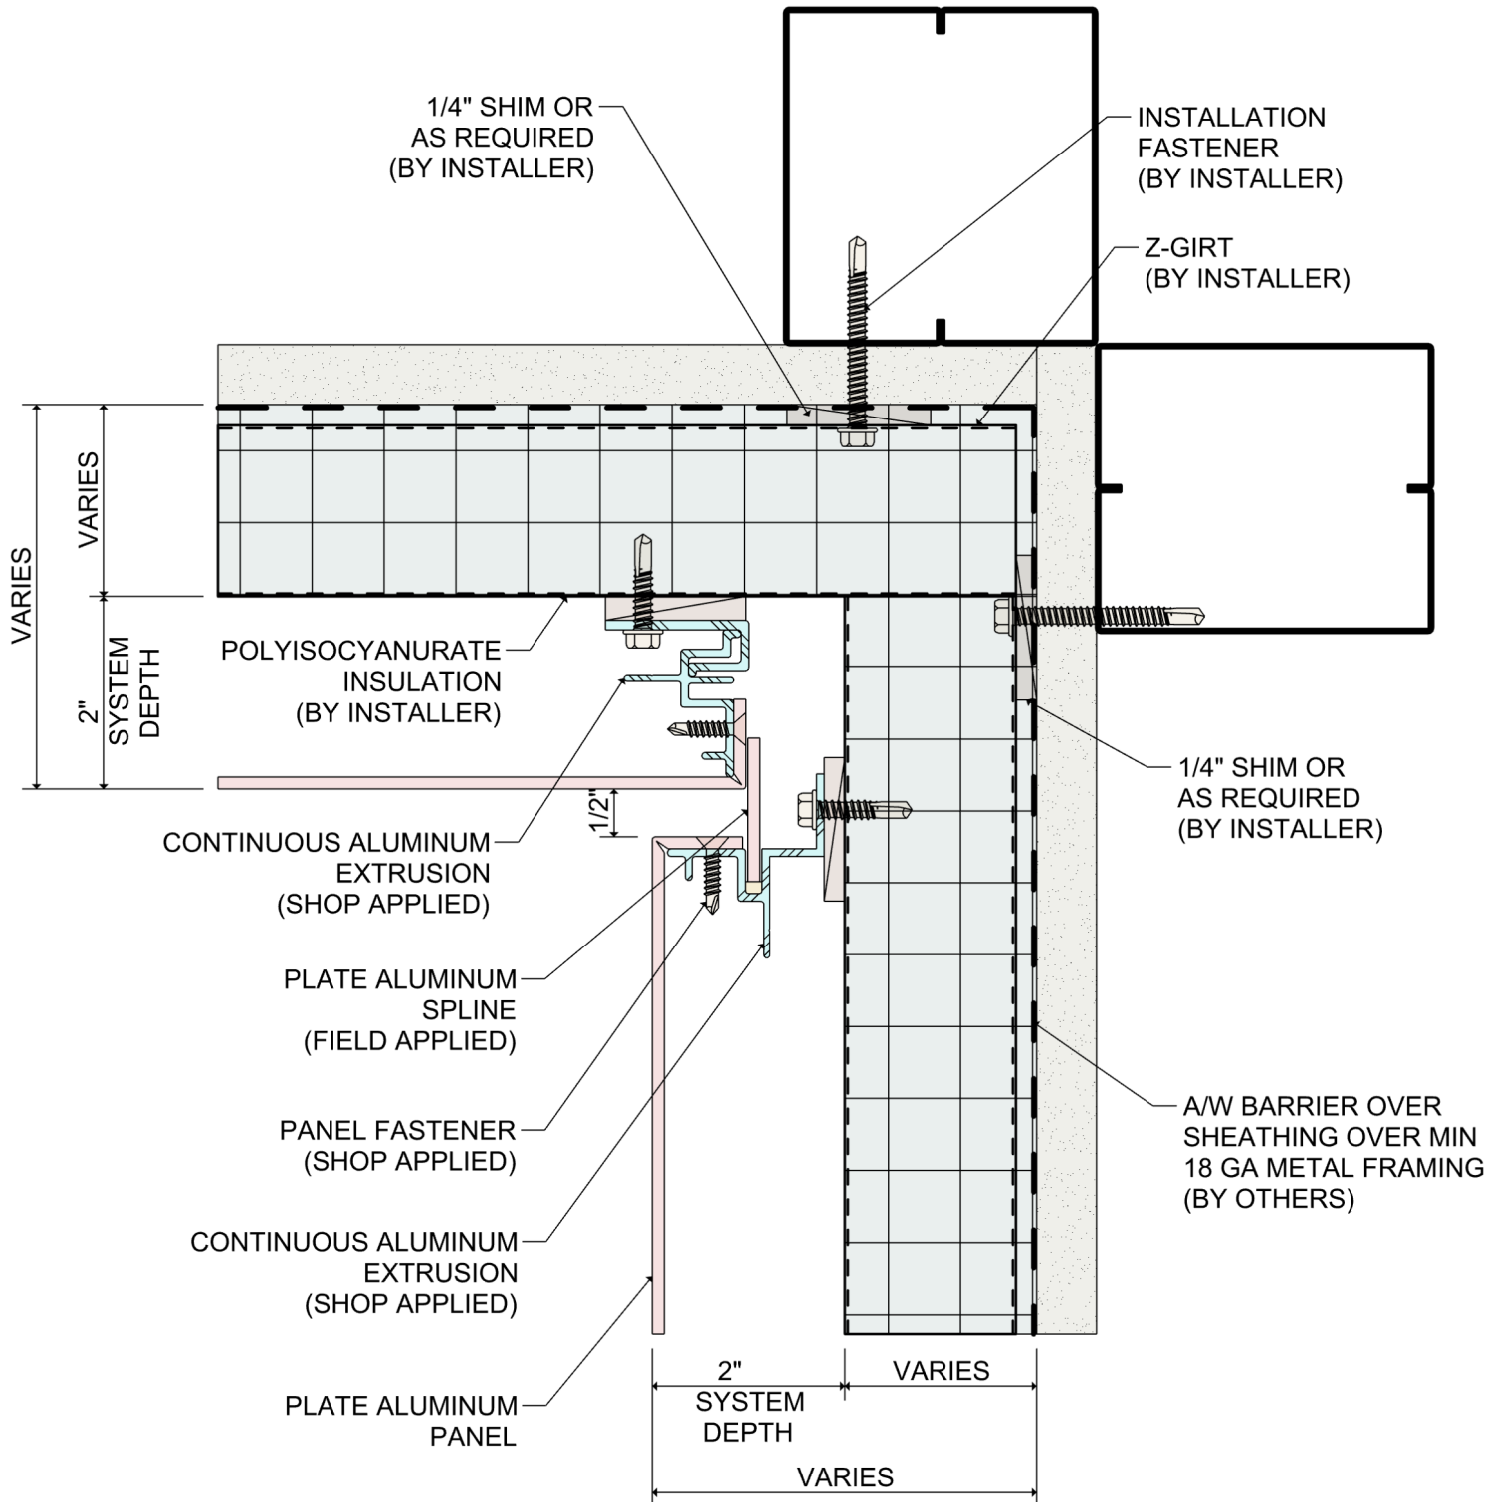 1/4" SHIM OR
AS REQUIRED
(BY INSTALLER)
INSTALLATION
FASTENER
(BY INSTALLER)
Z-GIRT
(BY INSTALLER)
VARIES
VARIES
2"
SYSTEM
DEPTH
POLYISOCYANURATE
INSULATION
(BY INSTALLER)
1/2"
1/4" SHIM OR
AS REQUIRED
(BY INSTALLER)
CONTINUOUS ALUMINUM
EXTRUSION
(SHOP APPLIED)
PLATE ALUMINUM
SPLINE
(FIELD APPLIED)
PANEL FASTENER
(SHOP APPLIED)
A/W BARRIER OVER
SHEATHING OVER MIN
18 GA METAL FRAMING
(BY OTHERS)
CONTINUOUS ALUMINUM
EXTRUSION
(SHOP APPLIED)
PLATE ALUMINUM
PANEL
2"
SYSTEM
DEPTH
VARIES
VARIES